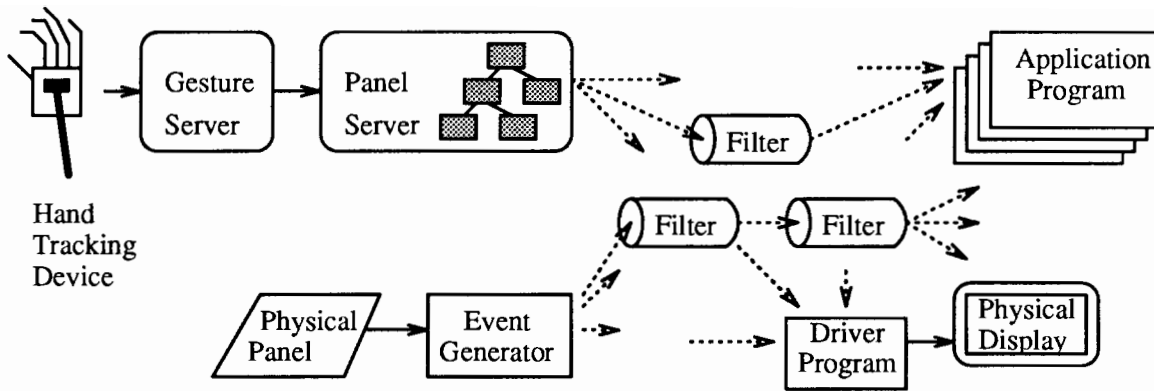 Gesture
Server
Panel
Server
Filter
Application
Program
Hand
Tracking
Device
Filter
Filter
Physical
Panel
Event
Generator
Driver
Program
Physical
Display